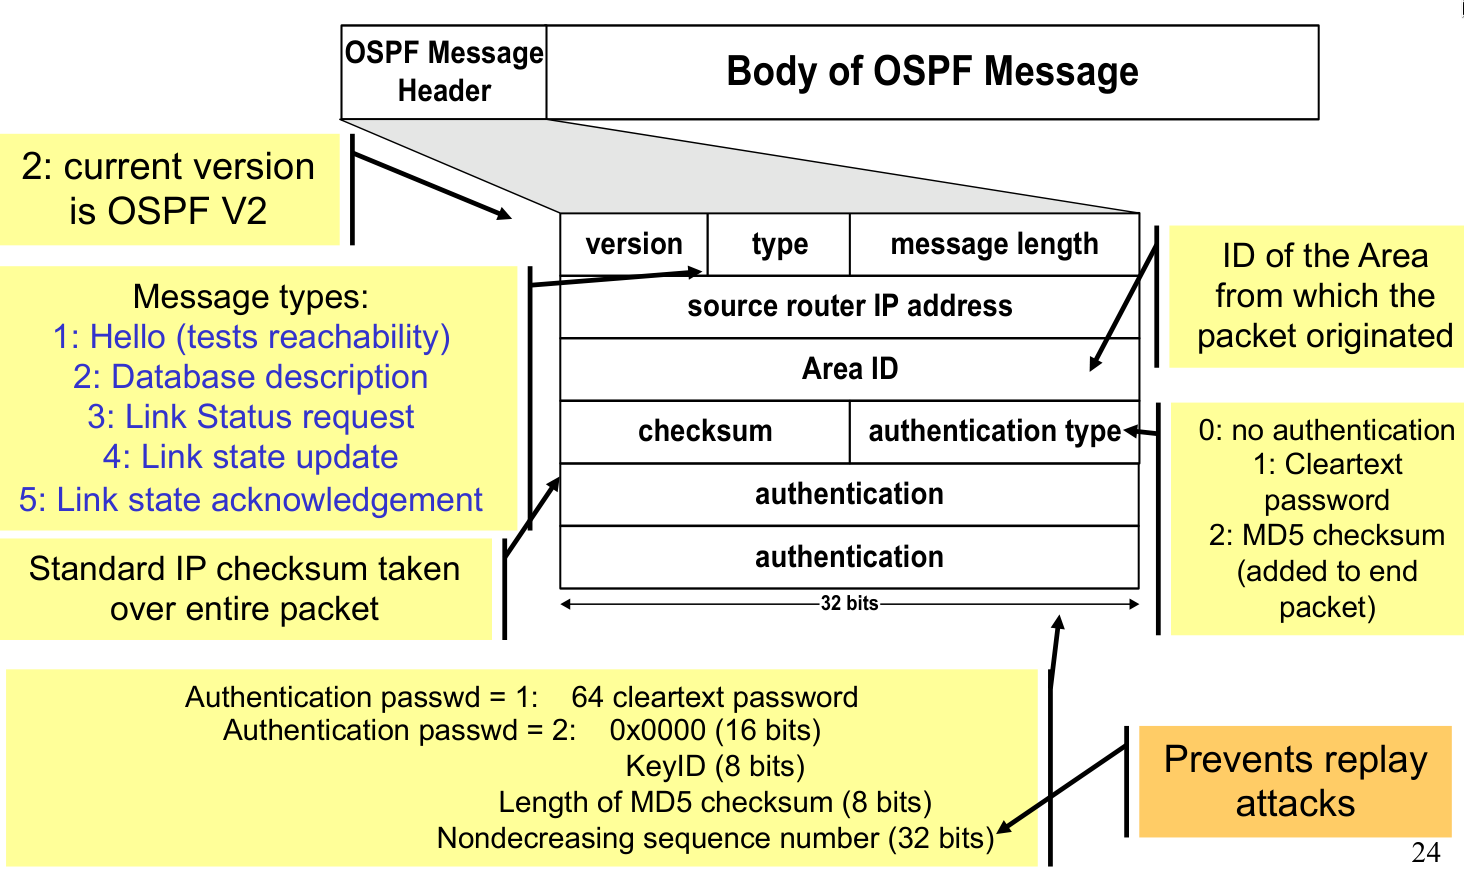 OSPF Message
Header
Body of OSPF Message
2: current version
is OSPF V2
version
type
message length
source router IP address
Area ID
checksum
authentication type
authentication
authentication
32 bits
Message types:
1: Hello (tests reachability)
2: Database description
3: Link Status request
4: Link state update
5: Link state acknowledgement
Standard IP checksum taken
over entire packet
ID of the Area
from which the
packet originated
0: no authentication
1: Cleartext
password
2: MD5 checksum
(added to end
packet)
Authentication passwd = 1: 64 cleartext password
Authentication passwd = 2: 0x0000 (16 bits)
KeyID (8 bits)
Length of MD5 checksum (8 bits)
Nondecreasing sequence number (32 bits)
Prevents replay
attacks
24